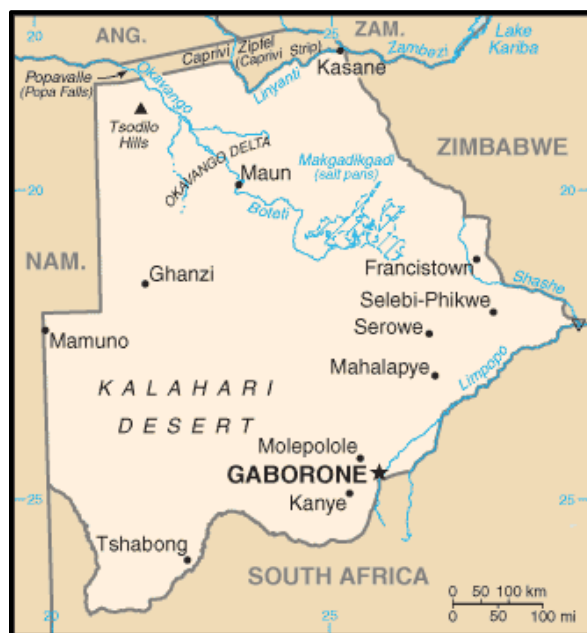 20
ANG.
25
ZAM.
Lake
Kariba
Zambezi
Caprivi Zipfel
(Caprivi Strip)
Kasane
Popavalle
(Popa Falls)
Okavango
Linyanti
Tsodilo
Hills
ZIMBABWE
OKAVANGO DELTA
Maun
Makgadikgadi
(salt pans)
20
20
Boteti
NAM.
Ghanzi
Francistown
Shashe
Selebi-Phikwe
Serowe
Mamuno
Mahalapye
Limpopo
KALAHARI
DESERT
Molepolole
GABORONE
Kanye
25
25
Tshabong
SOUTH AFRICA
0 50 100 km
0 50 100 mi
20
25